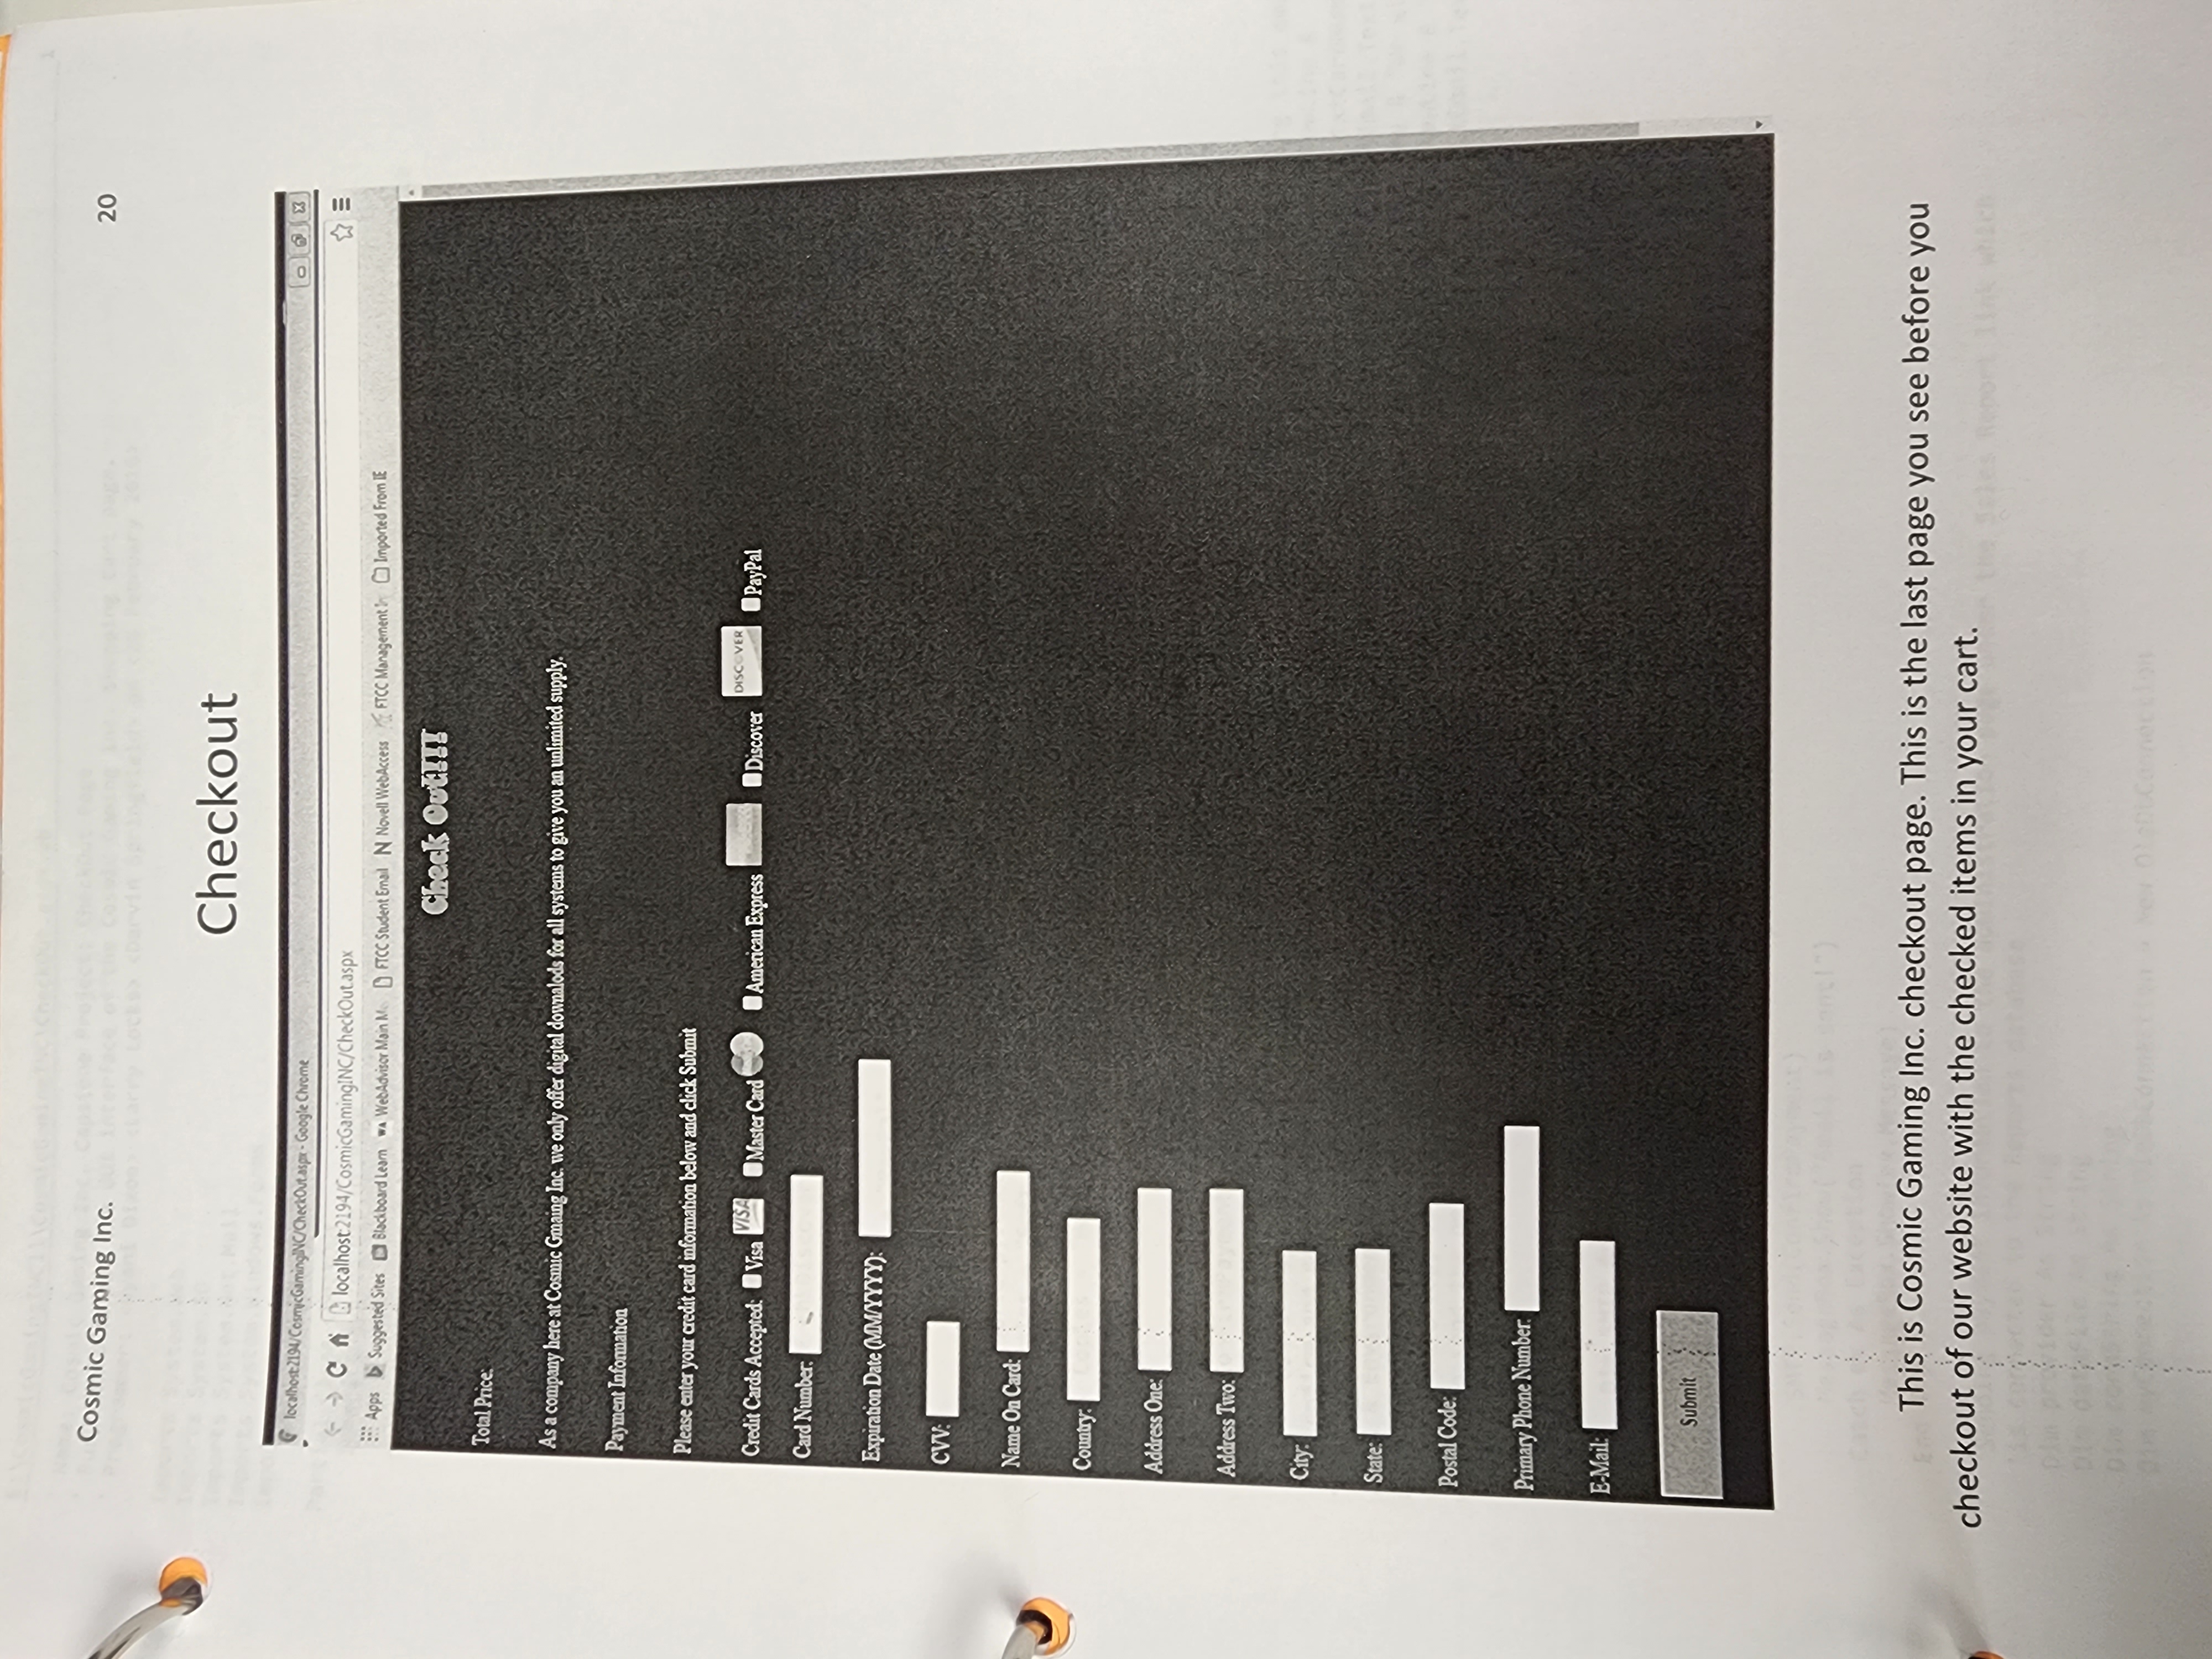 Cosmic Gaming Inc. 20
Checkout
localhost:2194/CosmicGamingINC/CheckOut.aspx - Google Chrome
localhost:2194/CosmicGamingINC/CheckOut.aspx
Apps Suggested Sites Blackboard Learn WA WebAdvisor Main M FTCC Student Email N Novell WebAccess FTCC Management Imported From IE
Check Out!!!
Total Price:
As a company here at Cosmic Gmaing Inc. we only offer digital downalods for all systems to give you an unlimited supply.
Payment Information
Please enter your credit card information below and click Submit
Credit Cards Accepted: Visa VISA Master Card American Express Discover DISCOVER PayPal
Card Number:
Expiration Date (MM/YYYY):
CVV:
Name On Card:
Country:
Address One:
Address Two:
City:
State:
Postal Code:
Primary Phone Number:
E-Mail:
Submit
This is Cosmic Gaming Inc. checkout page. This is the last page you see before you
checkout of our website with the checked items in your cart.